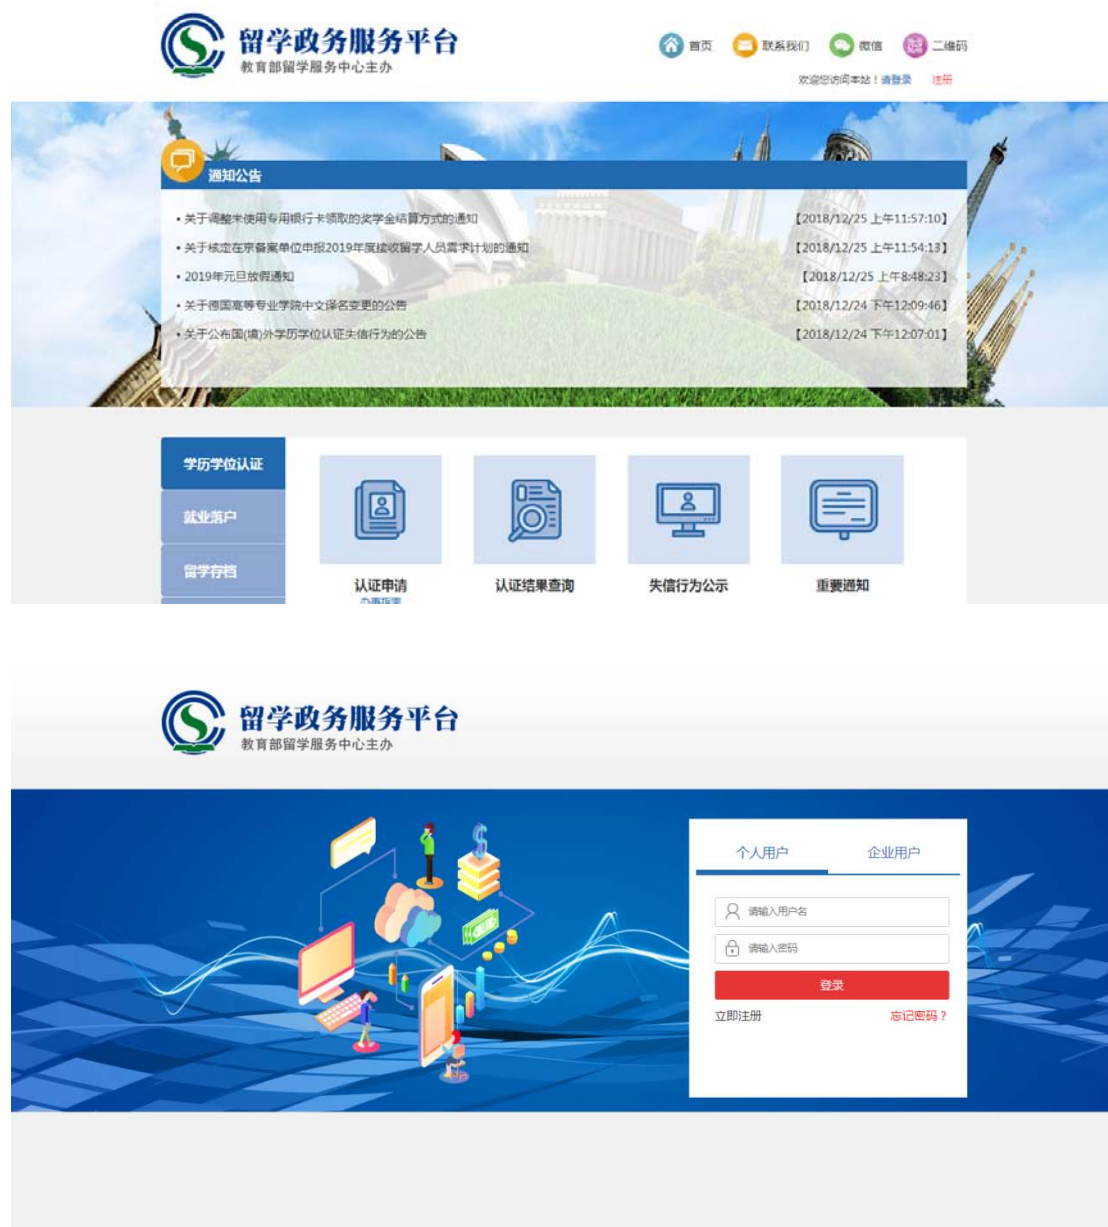 留学政务服务平台
教育部留学服务中心主办
首页 联系我们 微信 二维码
欢迎您访问本站！请登录 注册
通知公告
• 关于调整未使用专用银行卡领取的奖学金结算方式的通知 【2018/12/25 上午11:57:10】
• 关于核定在京备案单位申报2019年度接收留学人员需求计划的通知 【2018/12/25 上午11:54:13】
• 2019年元旦放假通知 【2018/12/25 上午8:48:23】
• 关于德国高等专业学院中文译名变更的公告 【2018/12/24 下午12:09:46】
• 关于公布国(境)外学历学位认证失信行为的公告 【2018/12/24 下午12:07:01】
学历学位认证
就业落户
留学存档
认证申请 认证结果查询 失信行为公示 重要通知
办事指南
留学政务服务平台
教育部留学服务中心主办
个人用户 企业用户
请输入用户名
请输入密码
登录
立即注册 忘记密码？